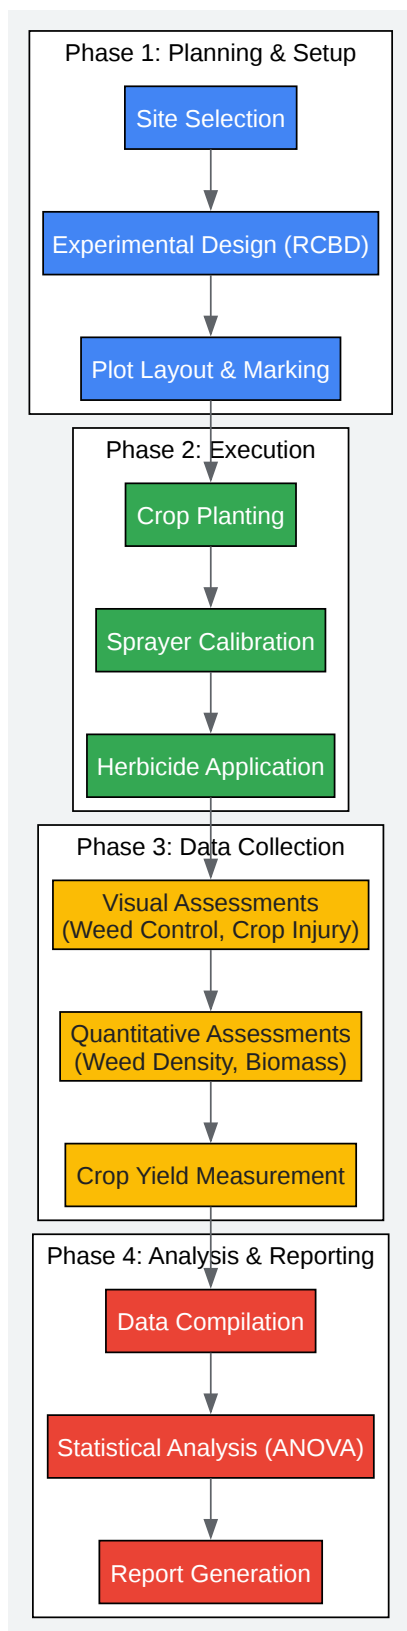 Phase 1: Planning & Setup
Site Selection
Experimental Design (RCBD)
Plot Layout & Marking
Phase 2: Execution
Crop Planting
Sprayer Calibration
Herbicide Application
Phase 3: Data Collection
Visual Assessments
(Weed Control, Crop Injury)
Quantitative Assessments
(Weed Density, Biomass)
Crop Yield Measurement
Phase 4: Analysis & Reporting
Data Compilation
Statistical Analysis (ANOVA)
Report Generation